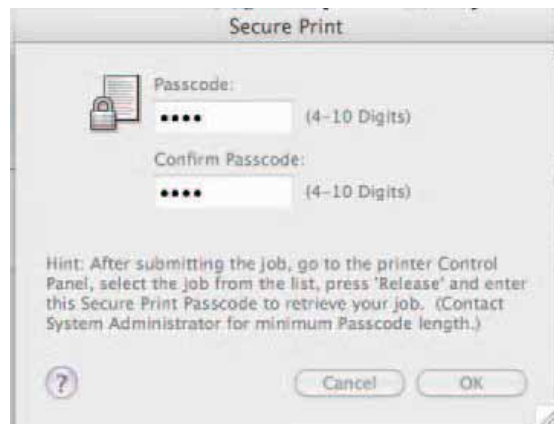 Secure Print
Passcode:
•••• (4-10 Digits)
Confirm Passcode:
•••• (4-10 Digits)
Hint: After submitting the job, go to the printer Control
Panel, select the job from the list, press 'Release' and enter
this Secure Print Passcode to retrieve your job. (Contact
System Administrator for minimum Passcode length.)
? Cancel OK